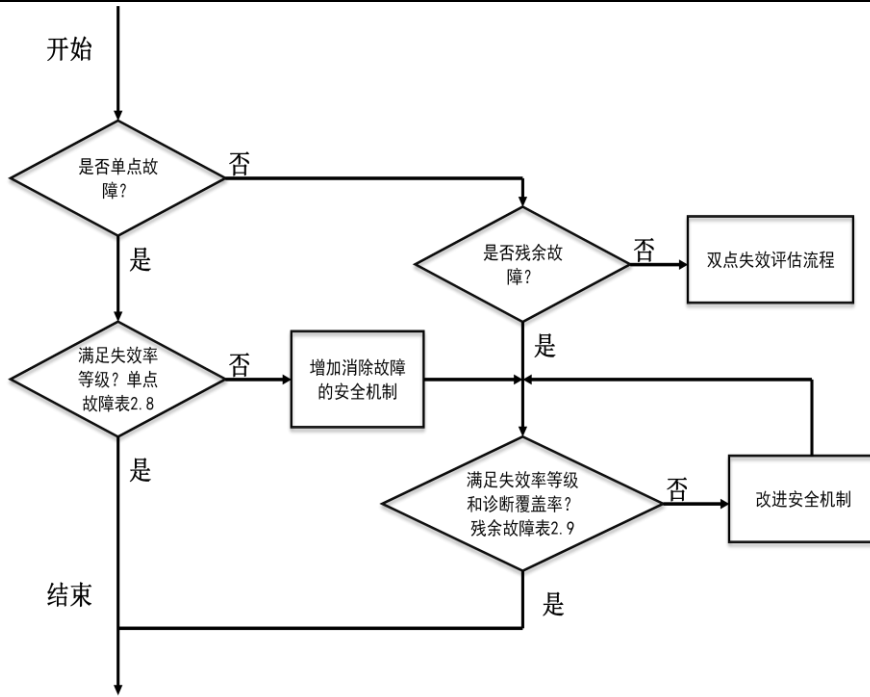 开始
是否单点故
障?
否
是
是否残余故
障?
否
双点失效评估流程
是
满足失效率
等级? 单点
故障表2.8
否
增加消除故障
的安全机制
是
满足失效率等级
和诊断覆盖率?
残余故障表2.9
否
改进安全机制
是
结束